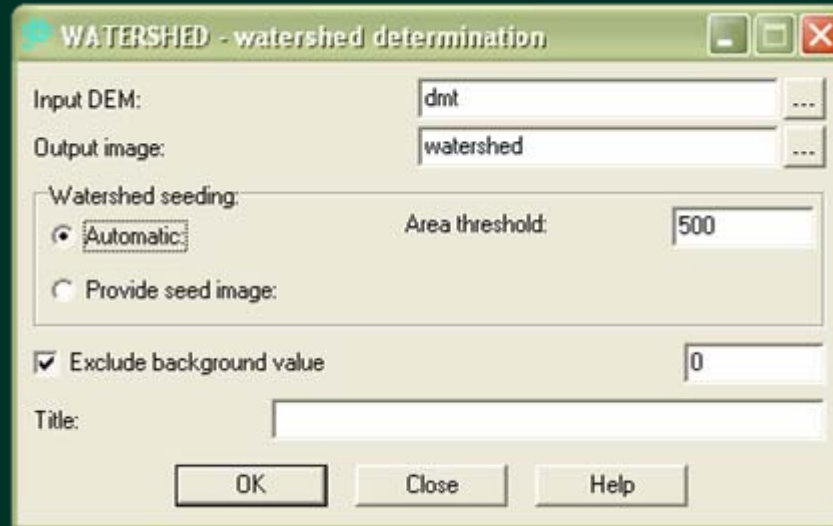 WATERSHED - watershed determination
Input DEM: dmt ...
Output image: watershed ...
Watershed seeding:
Automatic: Area threshold: 500
Provide seed image:
Exclude background value 0
Title:
OK Close Help